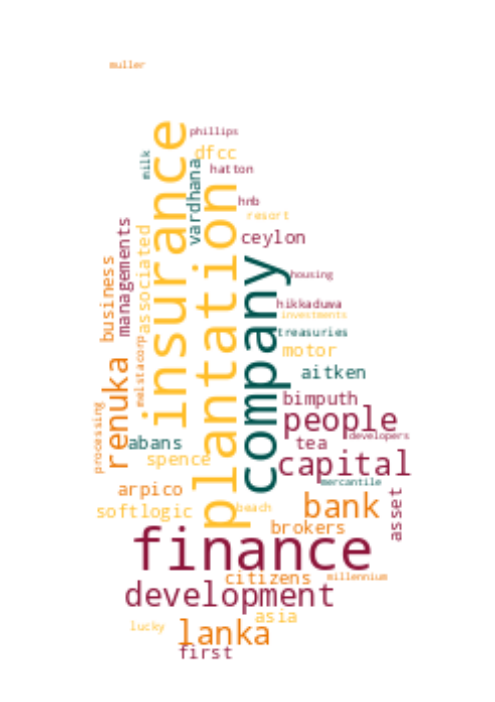 muller
phillips
dfcc
milk
hatton
vardhana
insurance
hnb
plantation
resort
managements
associated
ceylon
company
business
housing
hikkaduwa
investments
treasuries
melstacorp
motor
renuka
aitken
bimputh
people
processing
developers
abans
tea
spence
capital
mercantile
arpico
asset
bank
softlogic
beach
brokers
finance
citizens
millennium
development
asia
lucky
lanka
first